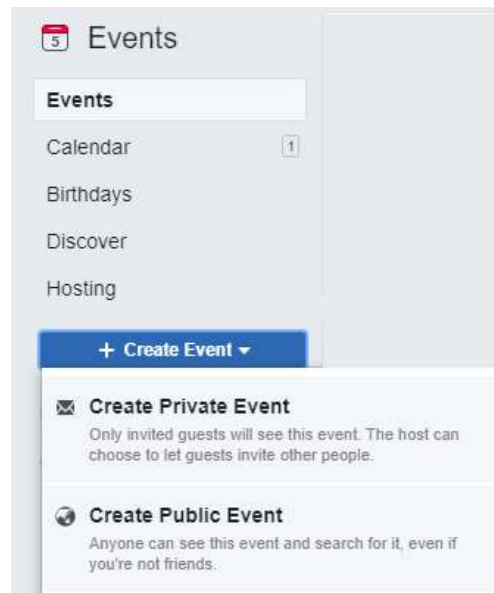 5 Events
Events
Calendar 1
Birthdays
Discover
Hosting
+ Create Event
Create Private Event
Only invited guests will see this event. The host can
choose to let guests invite other people.
Create Public Event
Anyone can see this event and search for it, even if
you're not friends.